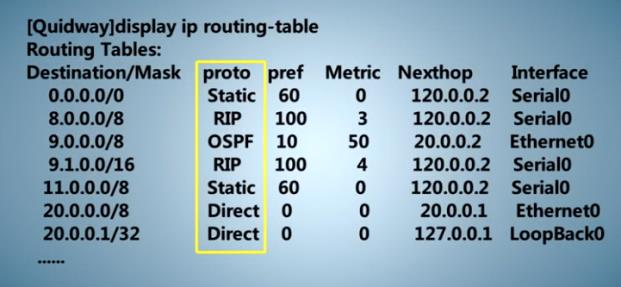 [Quidway]display ip routing-table
Routing Tables:
Destination/Mask proto pref Metric Nexthop Interface
0.0.0.0/0 Static 60 0 120.0.0.2 Serial0
8.0.0.0/8 RIP 100 3 120.0.0.2 Serial0
9.0.0.0/8 OSPF 10 50 20.0.0.2 Ethernet0
9.1.0.0/16 RIP 100 4 120.0.0.2 Serial0
11.0.0.0/8 Static 60 0 120.0.0.2 Serial0
20.0.0.0/8 Direct 0 0 20.0.0.1 Ethernet0
20.0.0.1/32 Direct 0 0 127.0.0.1 LoopBack0
......